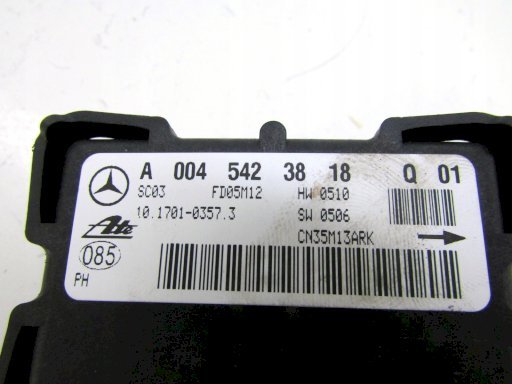 A 004 542 38 18 Q 01
SC03 FD05M12 HW 0510
10.1701-0357.3 SW 0506
Ate CN35M13ARK
085
PH